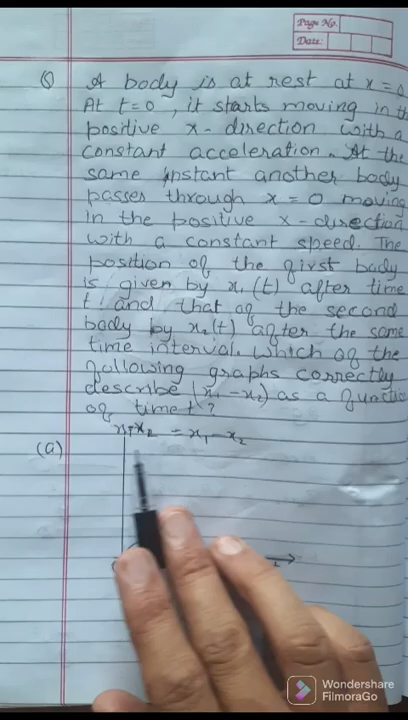 Page No.
Date:
A body is at rest at x = 0
At t=0, it starts moving in the
positive x-direction with a
constant acceleration. At the
same instant another body
passes through x = 0 moving
in the positive x-direction
with a constant speed. The
position of the first body
is given by x₁(t) after time
t and that of the second
body by x₂(t) after the same
time interval. which of the
following graphs correctly
describe (x₁ - x₂) as a functio
of time t?
= x₁ - x₂
(a)
Wondershare
FilmoraGo